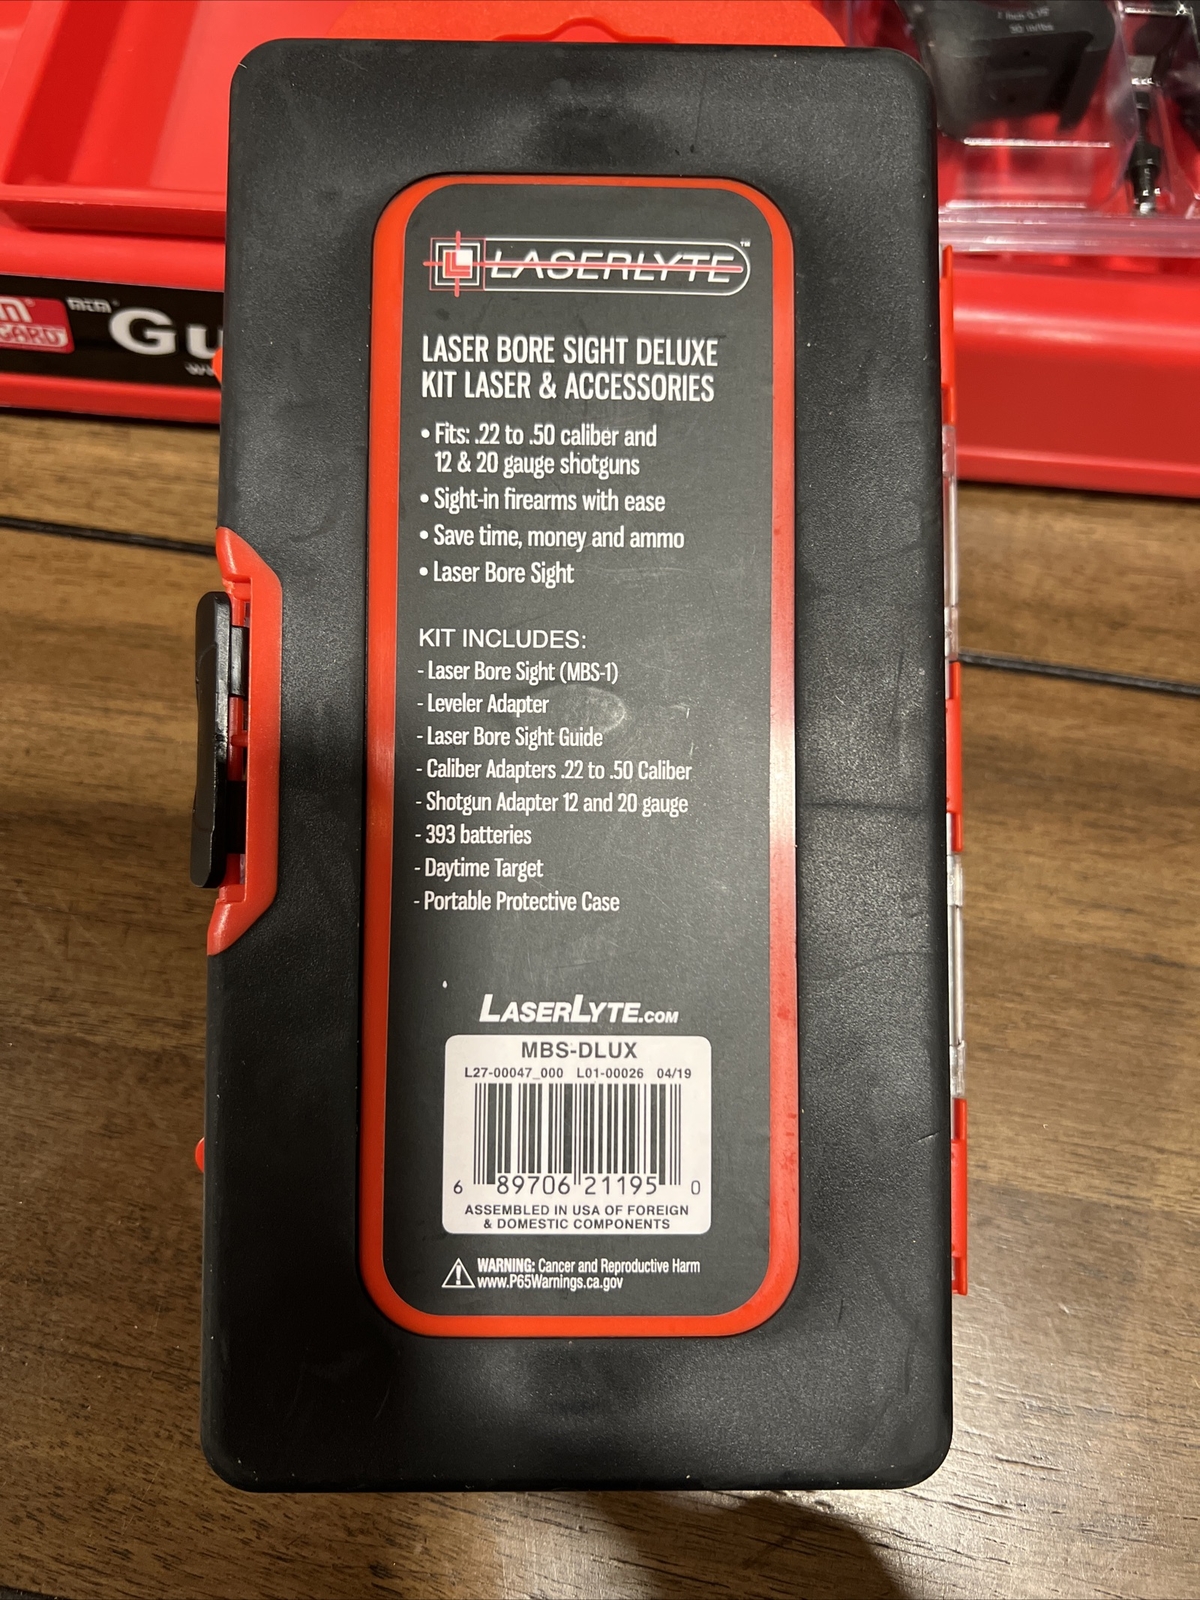 LASERLYTE™
LASER BORE SIGHT DELUXE
KIT LASER & ACCESSORIES
• Fits: .22 to .50 caliber and
12 & 20 gauge shotguns
• Sight-in firearms with ease
• Save time, money and ammo
• Laser Bore Sight
KIT INCLUDES:
- Laser Bore Sight (MBS-1)
- Leveler Adapter
- Laser Bore Sight Guide
- Caliber Adapters .22 to .50 Caliber
- Shotgun Adapter 12 and 20 gauge
- 393 batteries
- Daytime Target
- Portable Protective Case
LASERLYTE.COM
MBS-DLUX
L27-00047_000 L01-00026 04/19
6 89706 21195 0
ASSEMBLED IN USA OF FOREIGN
& DOMESTIC COMPONENTS
WARNING: Cancer and Reproductive Harm
www.P65Warnings.ca.gov
mtm
Gu